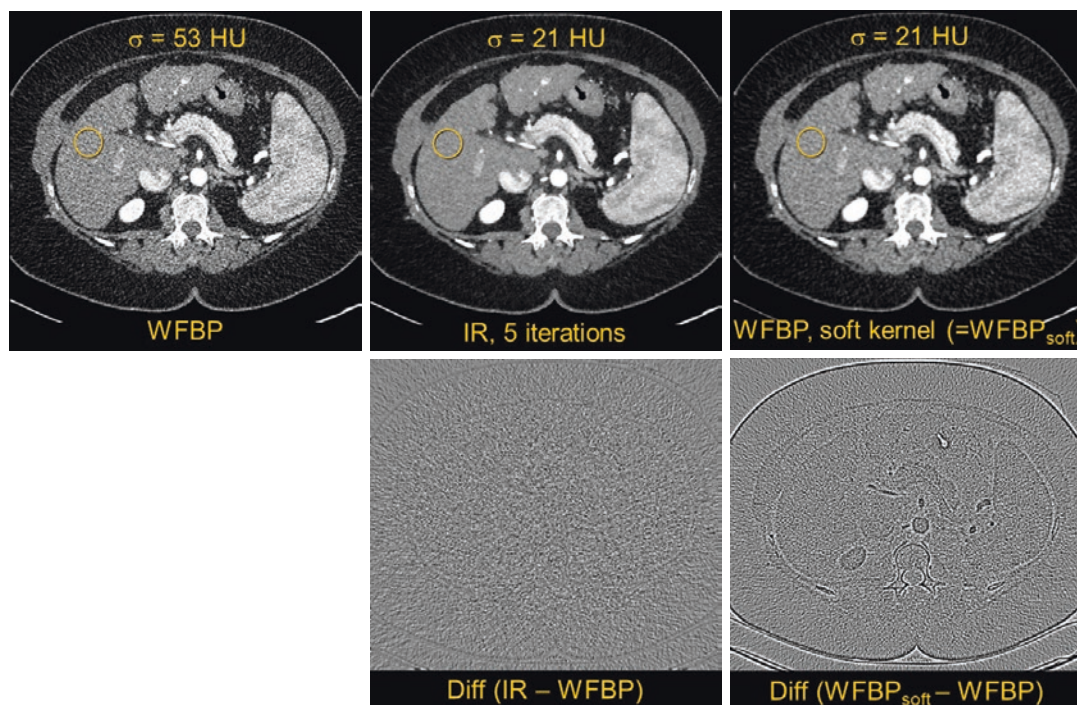 σ = 53 HU
WFBP
σ = 21 HU
IR, 5 iterations
σ = 21 HU
WFBP, soft kernel (=WFBPsoft)
Diff (IR – WFBP)
Diff (WFBPsoft – WFBP)